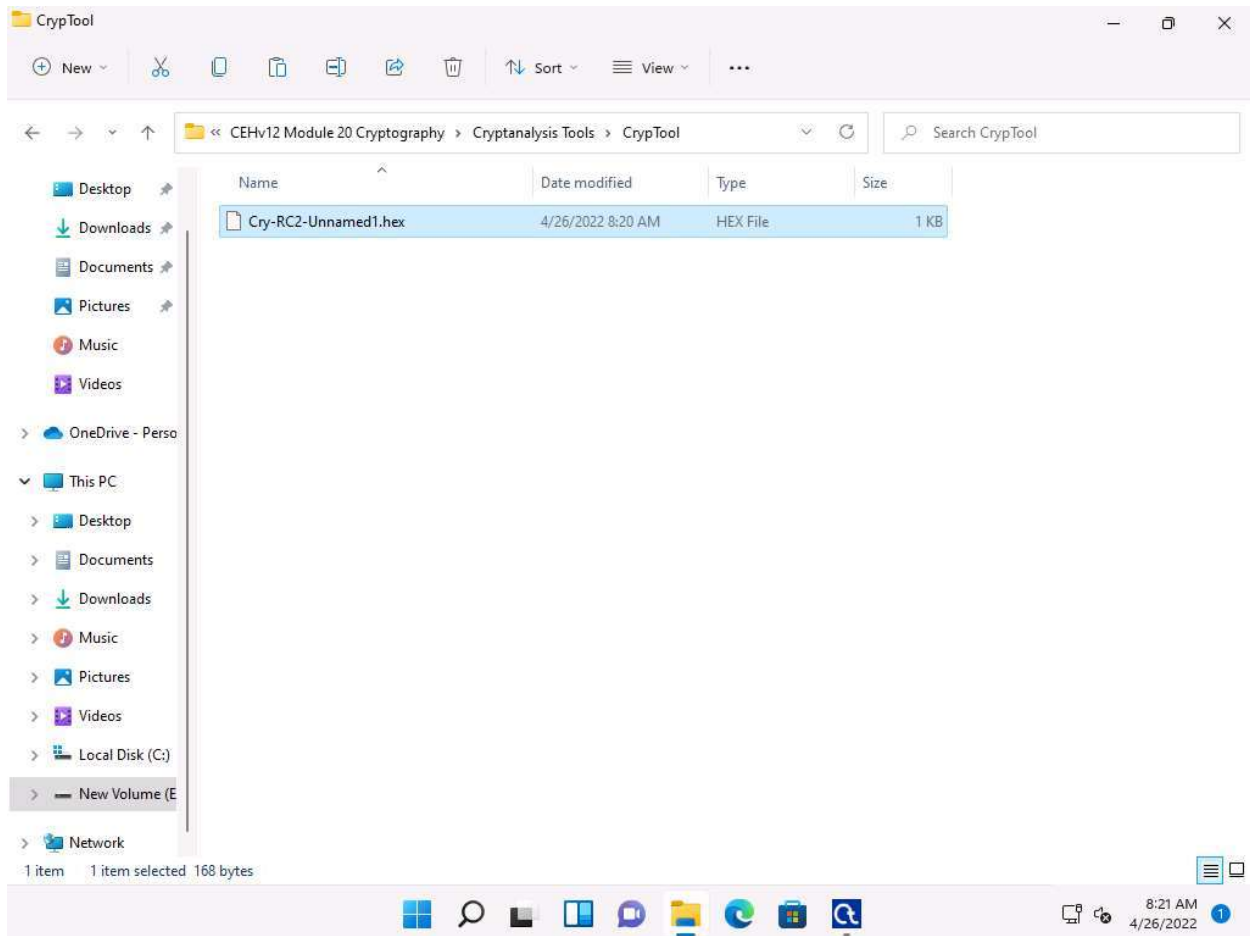 CrypTool
New Sort View
« CEHv12 Module 20 Cryptography > Cryptanalysis Tools > CrypTool Search CrypTool
Name Date modified Type Size
Cry-RC2-Unnamed1.hex 4/26/2022 8:20 AM HEX File 1 KB
Desktop
Downloads
Documents
Pictures
Music
Videos
OneDrive - Perso
This PC
Desktop
Documents
Downloads
Music
Pictures
Videos
Local Disk (C:)
New Volume (E
Network
1 item 1 item selected 168 bytes
8:21 AM
4/26/2022 1